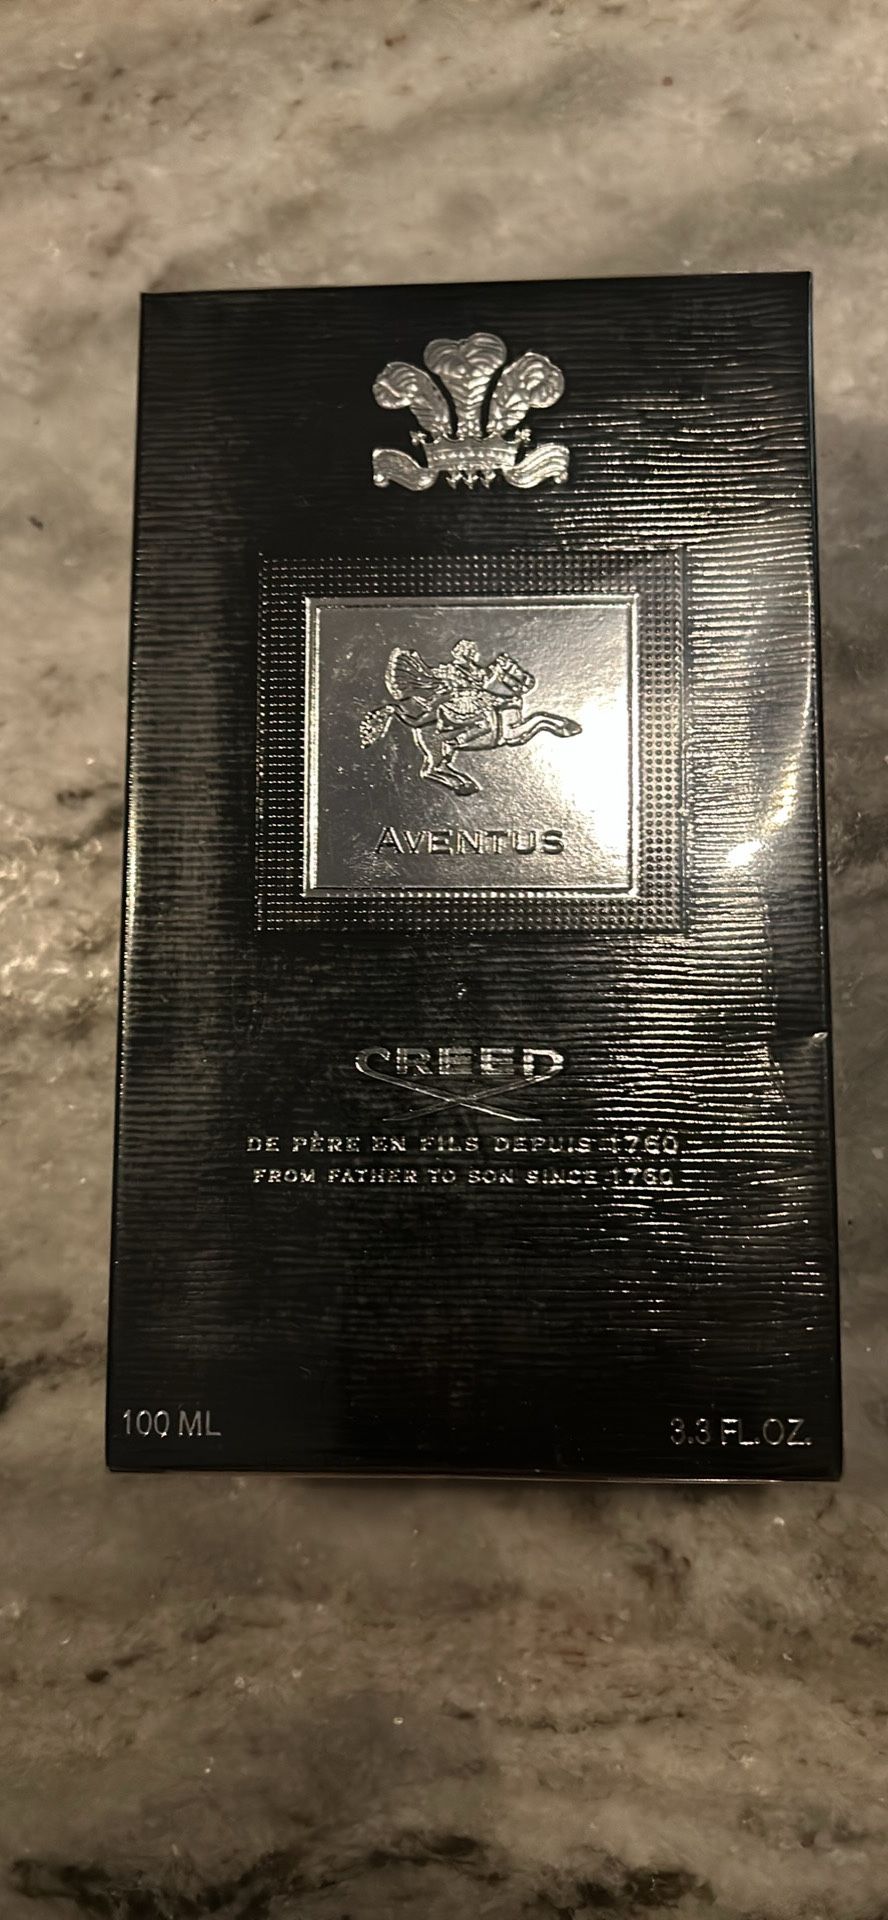 AVENTUS
CREED
DE PÈRE EN FILS DEPUIS 1760
FROM FATHER TO SON SINCE 1760
100 ML
3.3 FL.OZ.